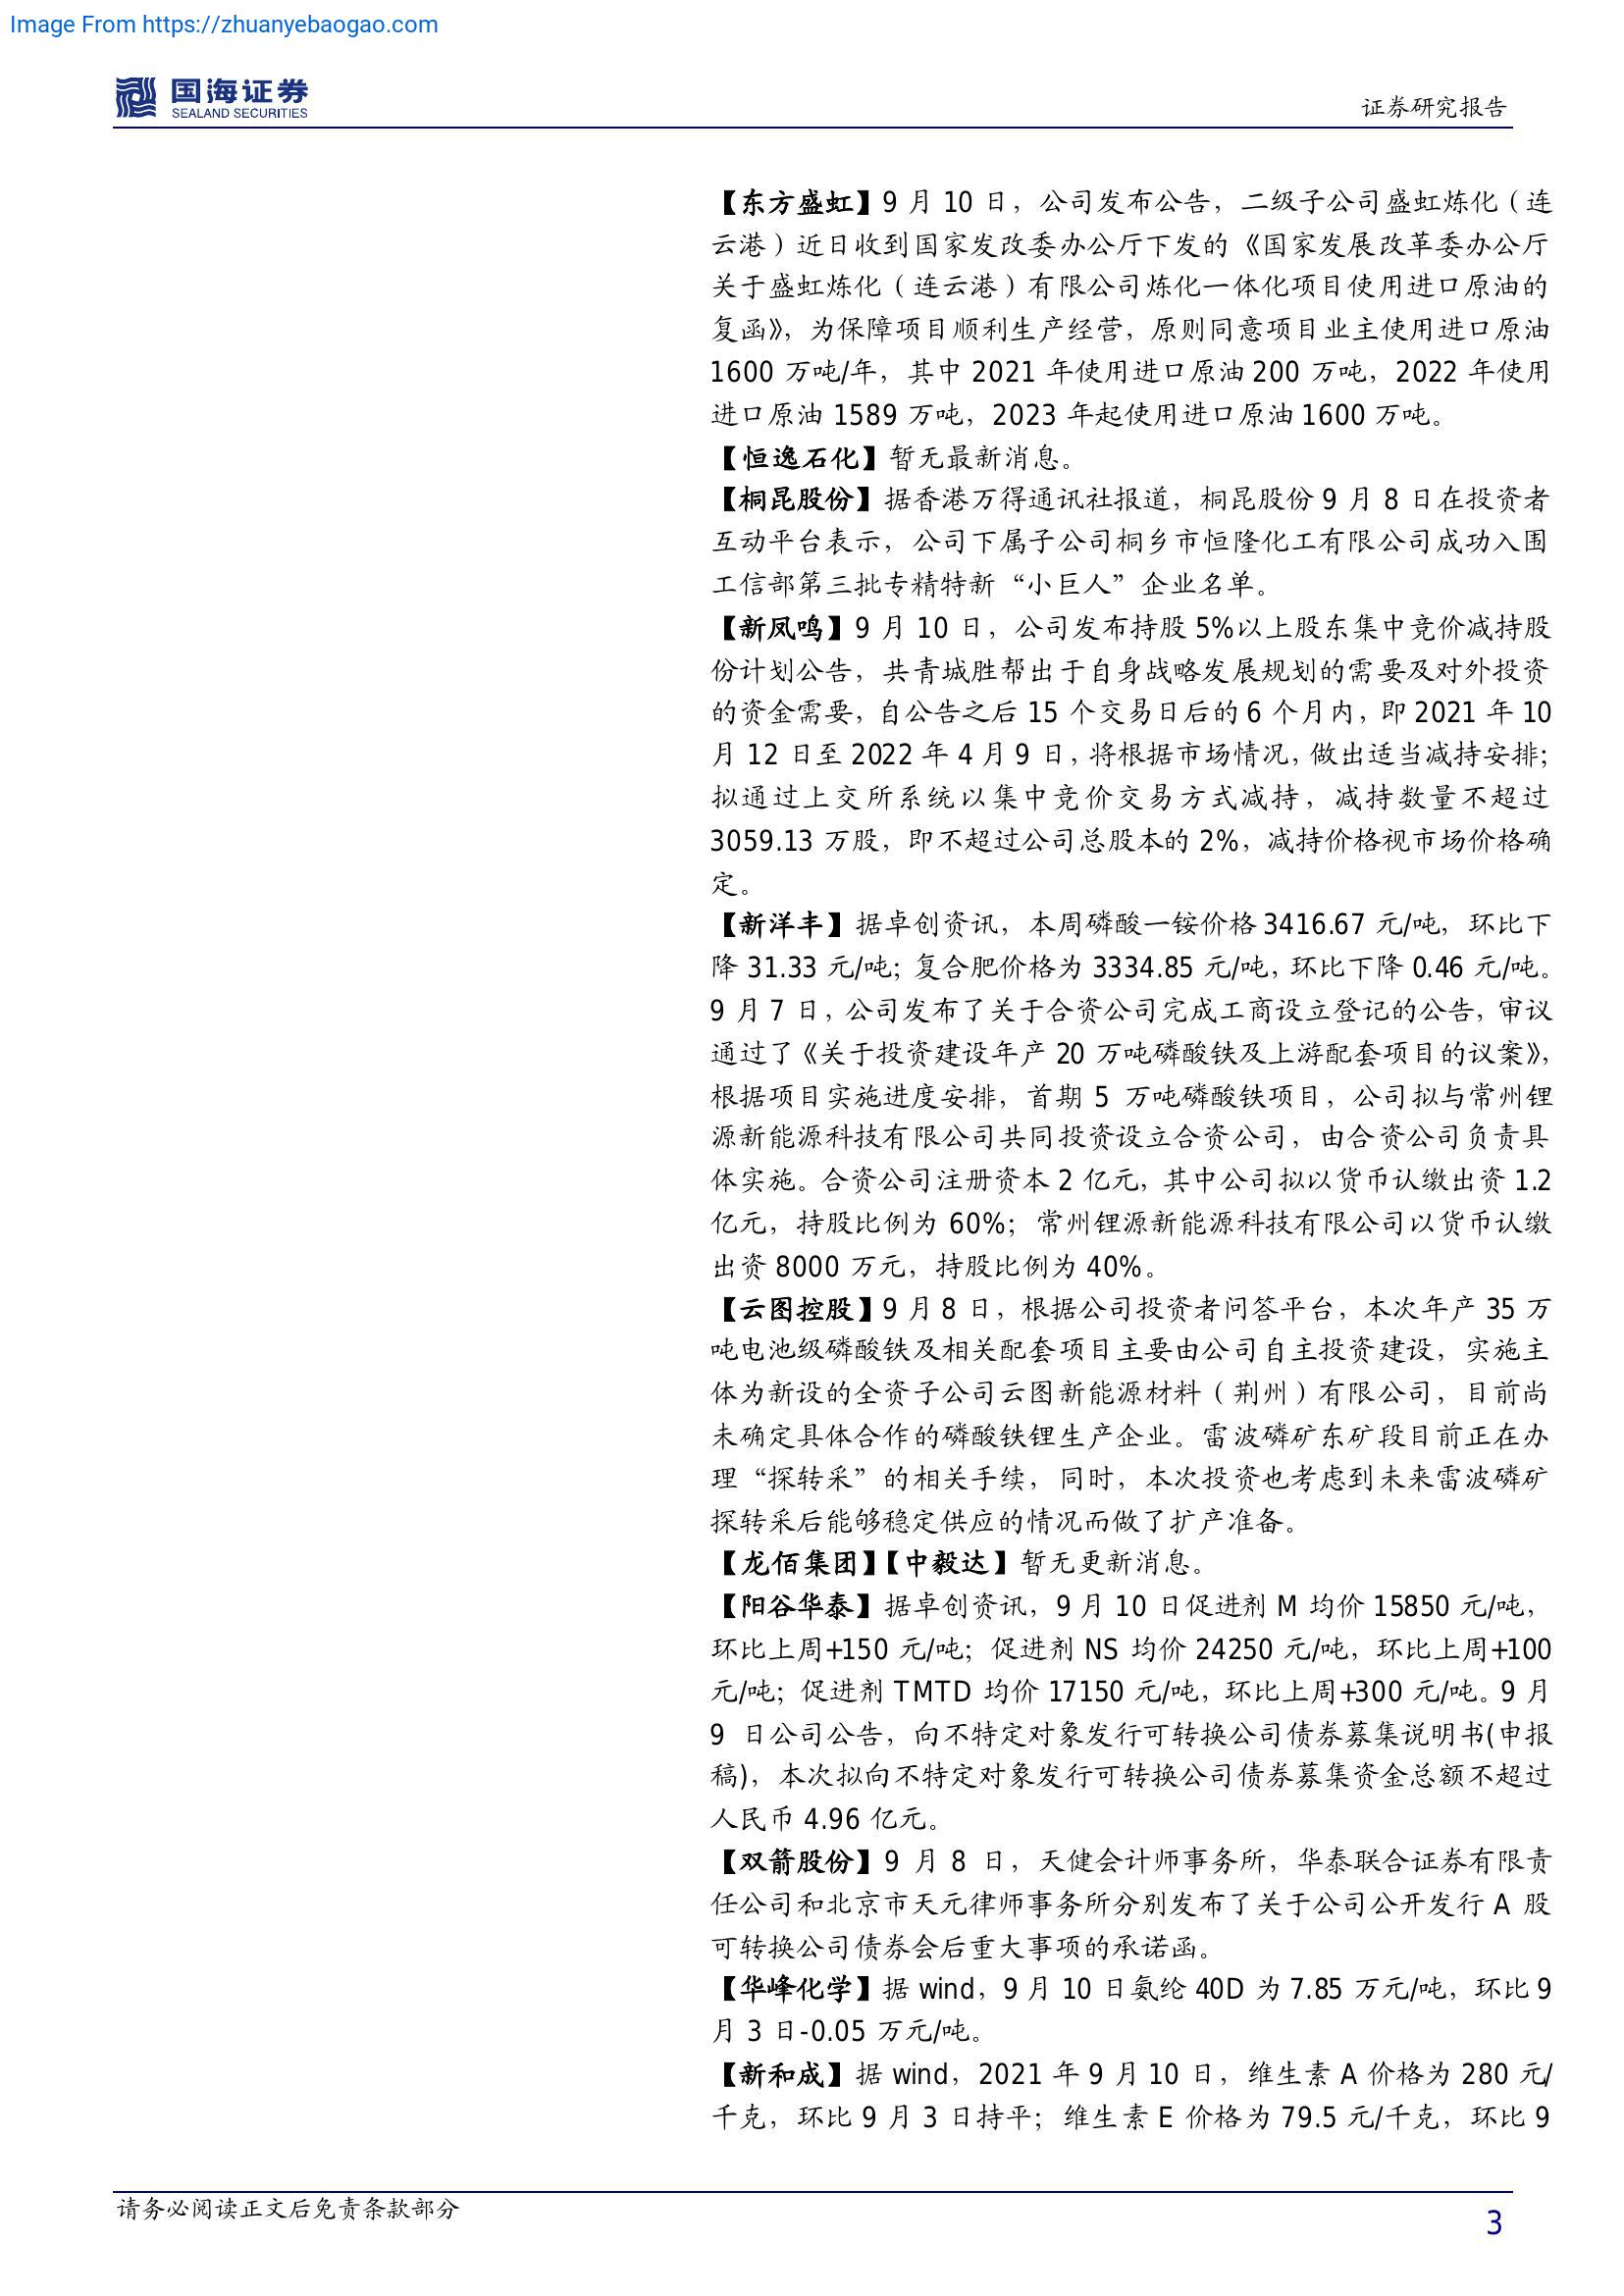 Image From https://zhuanyebaogao.com
国海证券
SEALAND SECURITIES
证券研究报告
【东方盛虹】9 月 10 日，公司发布公告，二级子公司盛虹炼化（连
云港）近日收到国家发改委办公厅下发的《国家发展改革委办公厅
关于盛虹炼化（连云港）有限公司炼化一体化项目使用进口原油的
复函》，为保障项目顺利生产经营，原则同意项目业主使用进口原油
1600 万吨/年，其中 2021 年使用进口原油 200 万吨，2022 年使用
进口原油 1589 万吨，2023 年起使用进口原油 1600 万吨。
【恒逸石化】暂无最新消息。
【桐昆股份】据香港万得通讯社报道，桐昆股份 9 月 8 日在投资者
互动平台表示，公司下属子公司桐乡市恒隆化工有限公司成功入围
工信部第三批专精特新“小巨人”企业名单。
【新凤鸣】9 月 10 日，公司发布持股 5%以上股东集中竞价减持股
份计划公告，共青城胜帮出于自身战略发展规划的需要及对外投资
的资金需要，自公告之后 15 个交易日后的 6 个月内，即 2021 年 10
月 12 日至 2022 年 4 月 9 日，将根据市场情况，做出适当减持安排；
拟通过上交所系统以集中竞价交易方式减持，减持数量不超过
3059.13 万股，即不超过公司总股本的 2%，减持价格视市场价格确
定。
【新洋丰】据卓创资讯，本周磷酸一铵价格 3416.67 元/吨，环比下
降 31.33 元/吨；复合肥价格为 3334.85 元/吨，环比下降 0.46 元/吨。
9 月 7 日，公司发布了关于合资公司完成工商设立登记的公告，审议
通过了《关于投资建设年产 20 万吨磷酸铁及上游配套项目的议案》，
根据项目实施进度安排，首期 5 万吨磷酸铁项目，公司拟与常州锂
源新能源科技有限公司共同投资设立合资公司，由合资公司负责具
体实施。合资公司注册资本 2 亿元，其中公司拟以货币认缴出资 1.2
亿元，持股比例为 60%；常州锂源新能源科技有限公司以货币认缴
出资 8000 万元，持股比例为 40%。
【云图控股】9 月 8 日，根据公司投资者问答平台，本次年产 35 万
吨电池级磷酸铁及相关配套项目主要由公司自主投资建设，实施主
体为新设的全资子公司云图新能源材料（荆州）有限公司，目前尚
未确定具体合作的磷酸铁锂生产企业。雷波磷矿东矿段目前正在办
理“探转采”的相关手续，同时，本次投资也考虑到未来雷波磷矿
探转采后能够稳定供应的情况而做了扩产准备。
【龙佰集团】【中毅达】暂无更新消息。
【阳谷华泰】据卓创资讯，9 月 10 日促进剂 M 均价 15850 元/吨，
环比上周+150 元/吨；促进剂 NS 均价 24250 元/吨，环比上周+100
元/吨；促进剂 TMTD 均价 17150 元/吨，环比上周+300 元/吨。9 月
9 日公司公告，向不特定对象发行可转换公司债券募集说明书(申报
稿)，本次拟向不特定对象发行可转换公司债券募集资金总额不超过
人民币 4.96 亿元。
【双箭股份】9 月 8 日，天健会计师事务所，华泰联合证券有限责
任公司和北京市天元律师事务所分别发布了关于公司公开发行 A 股
可转换公司债券会后重大事项的承诺函。
【华峰化学】据 wind，9 月 10 日氨纶 40D 为 7.85 万元/吨，环比 9
月 3 日-0.05 万元/吨。
【新和成】据 wind，2021 年 9 月 10 日，维生素 A 价格为 280 元/
千克，环比 9 月 3 日持平；维生素 E 价格为 79.5 元/千克，环比 9
请务必阅读正文后免责条款部分
3